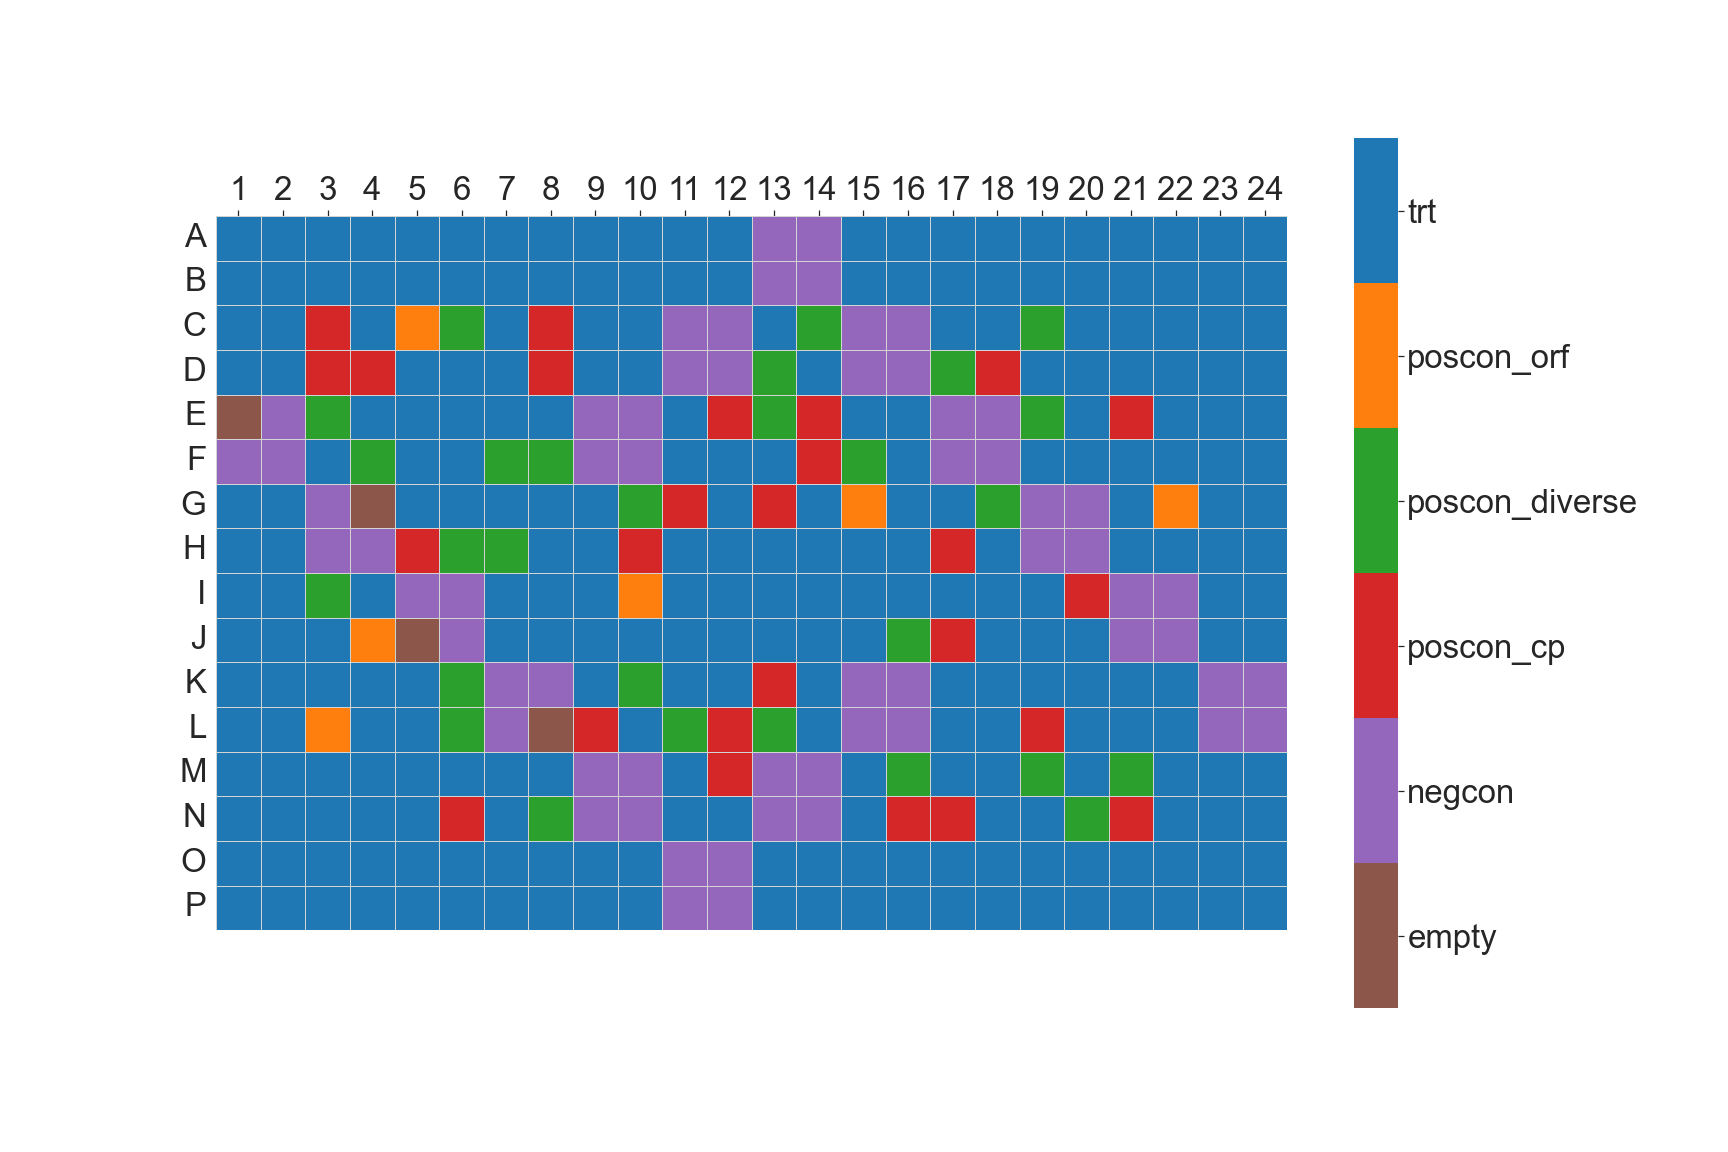 1 2 3 4 5 6 7 8 9 10 11 12 13 14 15 16 17 18 19 20 21 22 23 24
A
B
C
D
E
F
G
H
I
J
K
L
M
N
O
P
trt
poscon_orf
poscon_diverse
poscon_cp
negcon
empty